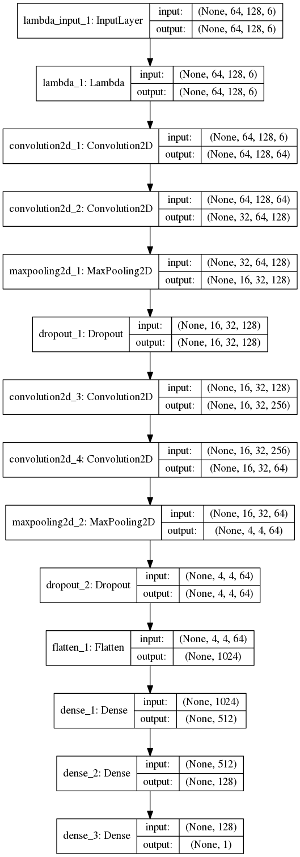 lambda_input_1: InputLayer input: (None, 64, 128, 6)
output: (None, 64, 128, 6)
lambda_1: Lambda input: (None, 64, 128, 6)
output: (None, 64, 128, 6)
convolution2d_1: Convolution2D input: (None, 64, 128, 6)
output: (None, 64, 128, 64)
convolution2d_2: Convolution2D input: (None, 64, 128, 64)
output: (None, 32, 64, 128)
maxpooling2d_1: MaxPooling2D input: (None, 32, 64, 128)
output: (None, 16, 32, 128)
dropout_1: Dropout input: (None, 16, 32, 128)
output: (None, 16, 32, 128)
convolution2d_3: Convolution2D input: (None, 16, 32, 128)
output: (None, 16, 32, 256)
convolution2d_4: Convolution2D input: (None, 16, 32, 256)
output: (None, 16, 32, 64)
maxpooling2d_2: MaxPooling2D input: (None, 16, 32, 64)
output: (None, 4, 4, 64)
dropout_2: Dropout input: (None, 4, 4, 64)
output: (None, 4, 4, 64)
flatten_1: Flatten input: (None, 4, 4, 64)
output: (None, 1024)
dense_1: Dense input: (None, 1024)
output: (None, 512)
dense_2: Dense input: (None, 512)
output: (None, 128)
dense_3: Dense input: (None, 128)
output: (None, 1)